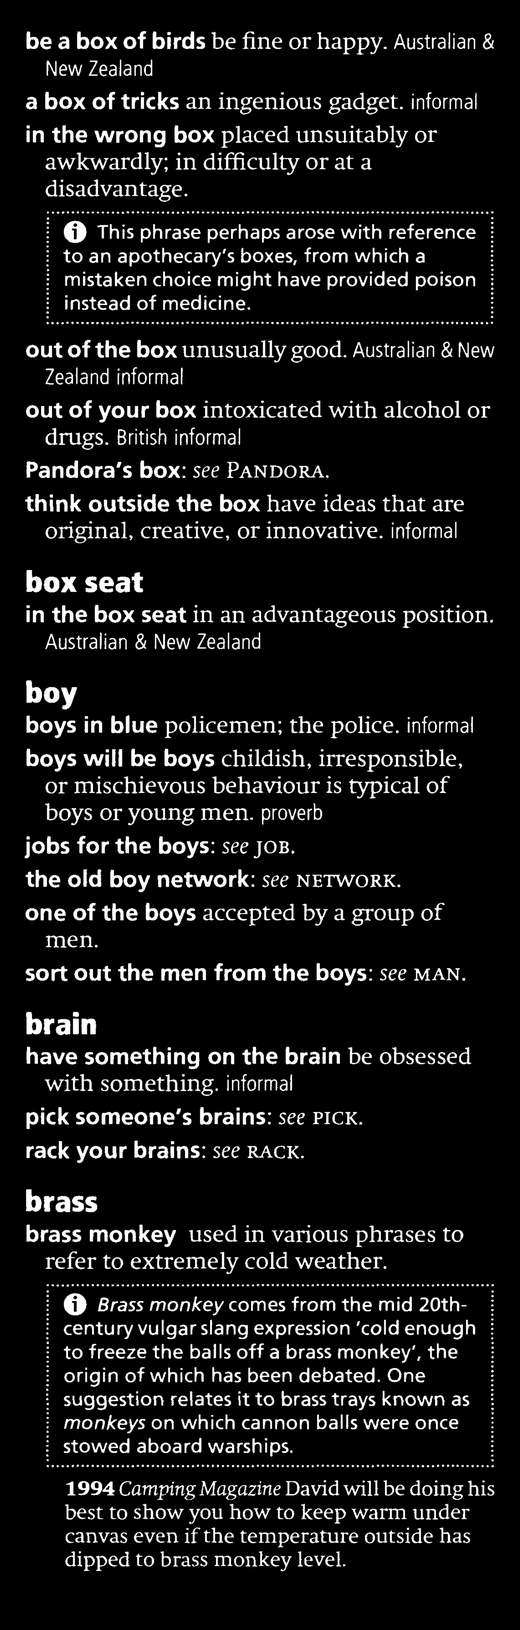 be a box of birds be fine or happy. Australian &
New Zealand
a box of tricks an ingenious gadget. informal
in the wrong box placed unsuitably or
awkwardly; in difficulty or at a
disadvantage.
This phrase perhaps arose with reference
to an apothecary's boxes, from which a
mistaken choice might have provided poison
instead of medicine.
out of the box unusually good. Australian & New
Zealand informal
out of your box intoxicated with alcohol or
drugs. British informal
Pandora's box: see PANDORA.
think outside the box have ideas that are
original, creative, or innovative. informal
box seat
in the box seat in an advantageous position.
Australian & New Zealand
boy
boys in blue policemen; the police. informal
boys will be boys childish, irresponsible,
or mischievous behaviour is typical of
boys or young men. proverb
jobs for the boys: see JOB.
the old boy network: see NETWORK.
one of the boys accepted by a group of
men.
sort out the men from the boys: see MAN.
brain
have something on the brain be obsessed
with something. informal
pick someone's brains: see PICK.
rack your brains: see RACK.
brass
brass monkey used in various phrases to
refer to extremely cold weather.
Brass monkey comes from the mid 20th-
century vulgar slang expression 'cold enough
to freeze the balls off a brass monkey', the
origin of which has been debated. One
suggestion relates it to brass trays known as
monkeys on which cannon balls were once
stowed aboard warships.
1994 Camping Magazine David will be doing his
best to show you how to keep warm under
canvas even if the temperature outside has
dipped to brass monkey level.